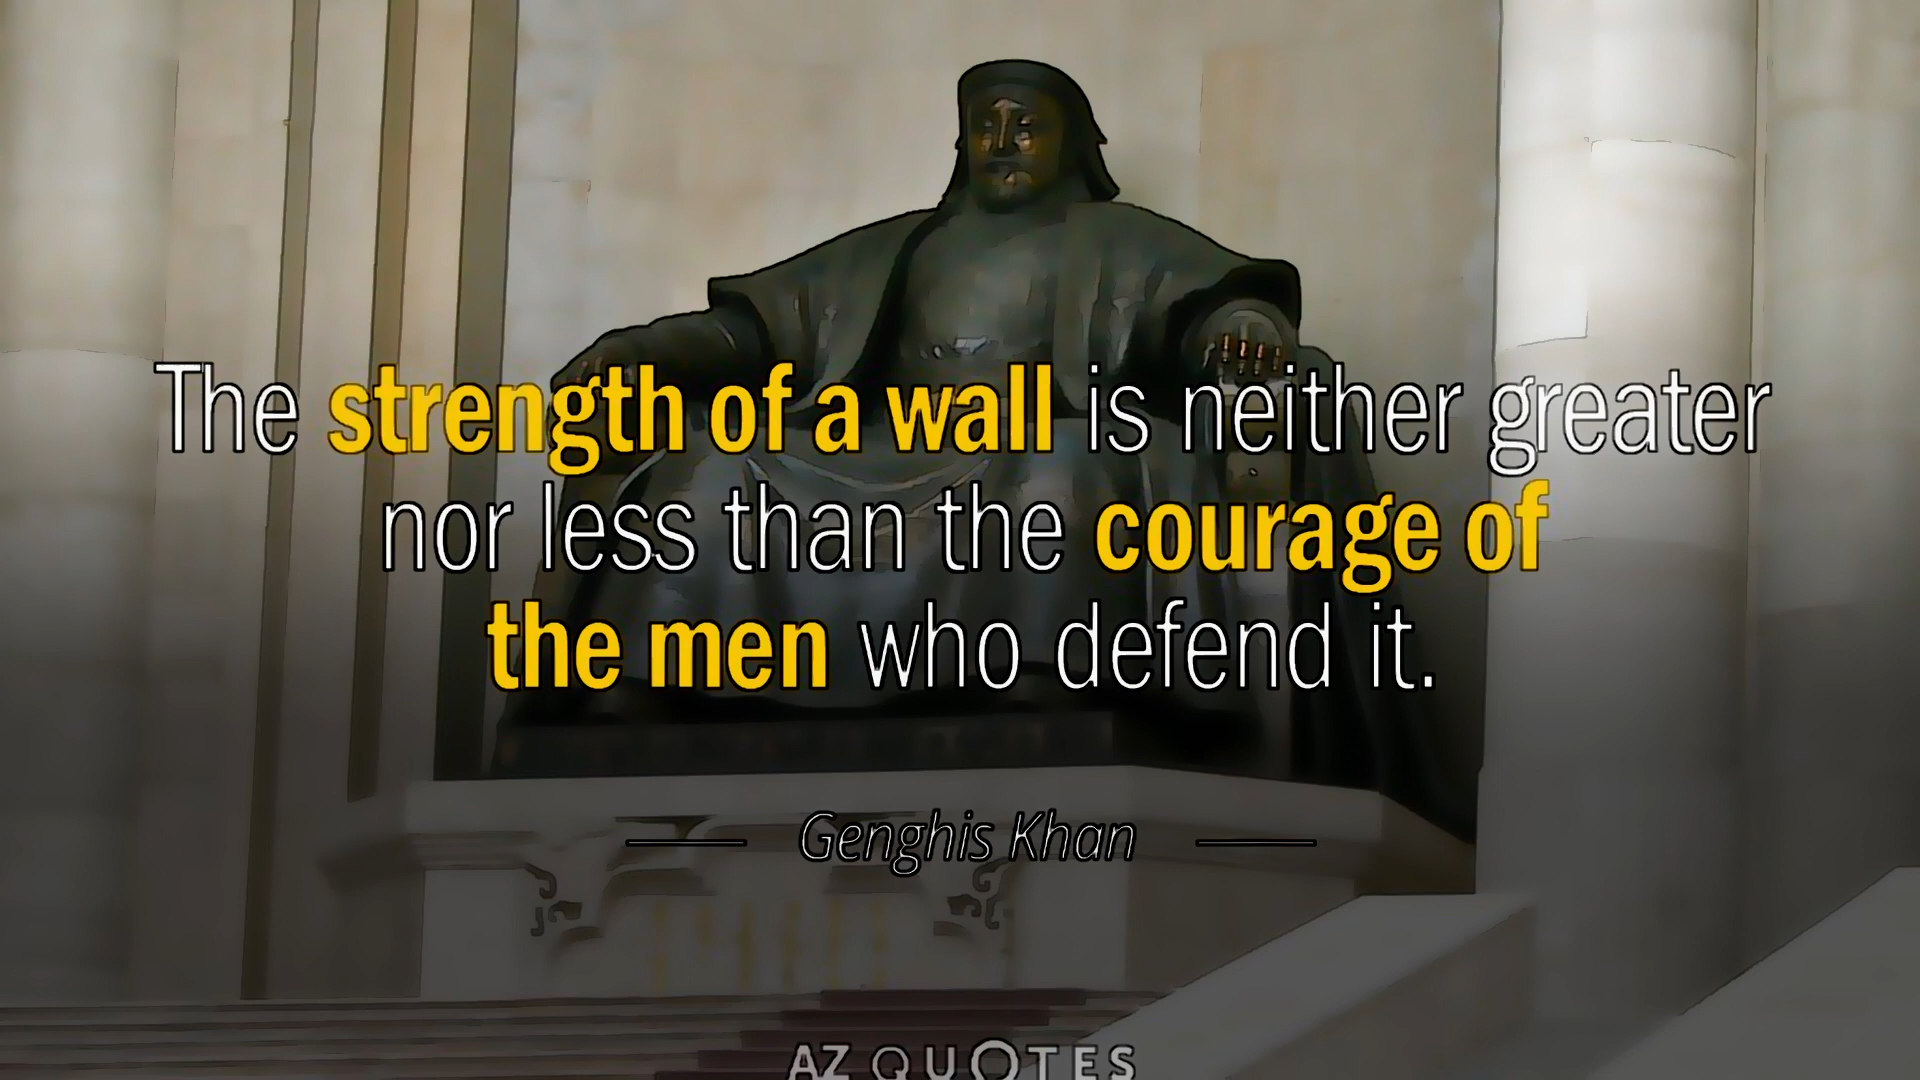 The strength of a wall is neither greater
nor less than the courage of
the men who defend it.
Genghis Khan
AZ QUOTES